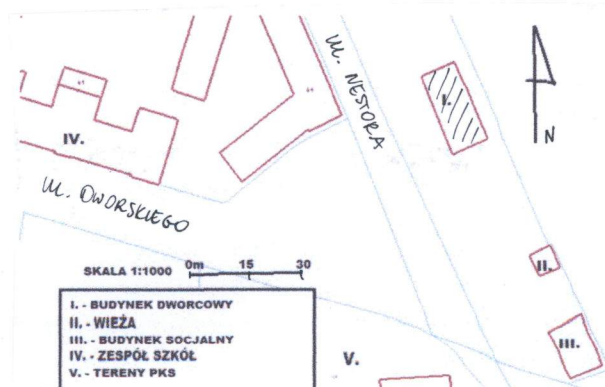 ul. NESTORA
I.
N
IV.
ul. DWORSKIEGO
II.
SKALA 1:1000 0m 15 30
I. - BUDYNEK DWORCOWY
II. - WIEŻA
III. - BUDYNEK SOCJALNY
IV. - ZESPÓŁ SZKÓŁ
V. - TERENY PKS
III.
V.